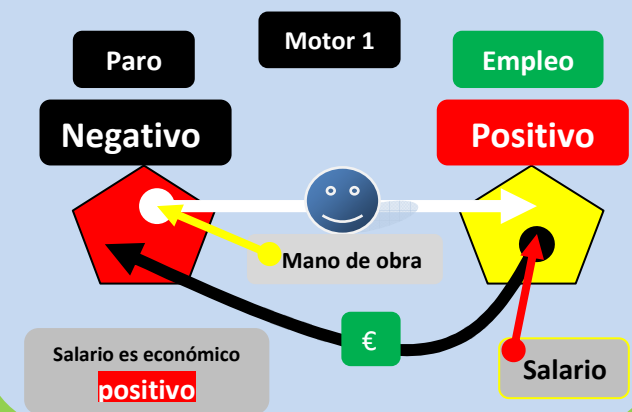 Motor 1
Paro
Empleo
Negativo
Positivo
Mano de obra
€
Salario es económico
positivo
Salario